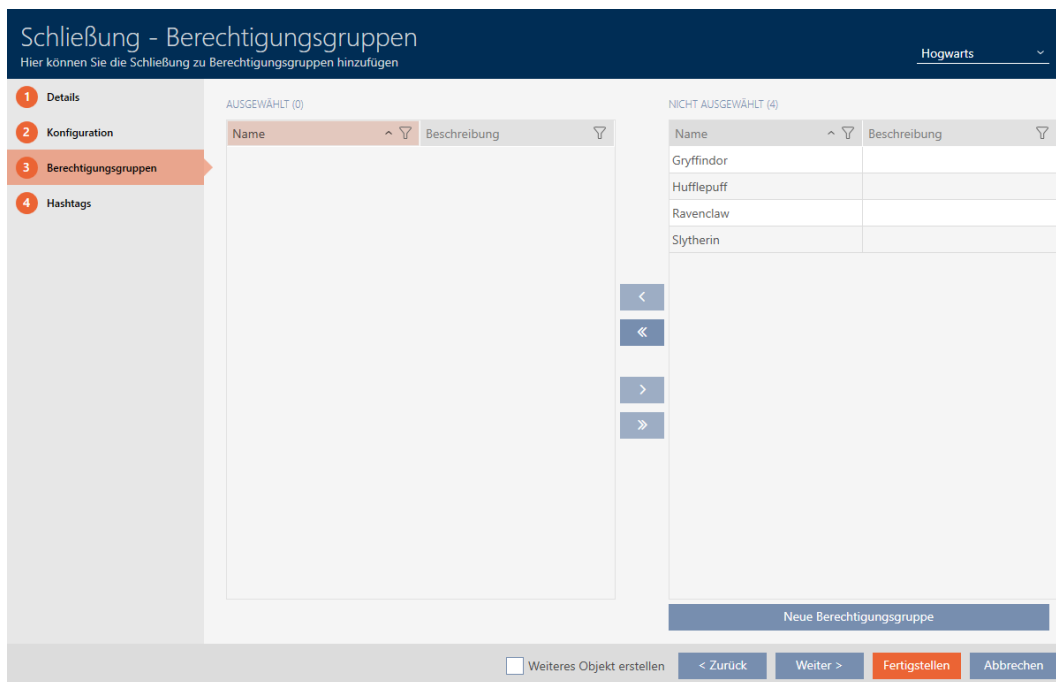 Schließung - Berechtigungsgruppen
Hier können Sie die Schließung zu Berechtigungsgruppen hinzufügen
Hogwarts
1 Details
2 Konfiguration
3 Berechtigungsgruppen
4 Hashtags
AUSGEWÄHLT (0)
Name Beschreibung
NICHT AUSGEWÄHLT (4)
Name Beschreibung
Gryffindor
Hufflepuff
Ravenclaw
Slytherin
Neue Berechtigungsgruppe
Weiteres Objekt erstellen
< Zurück
Weiter >
Fertigstellen
Abbrechen